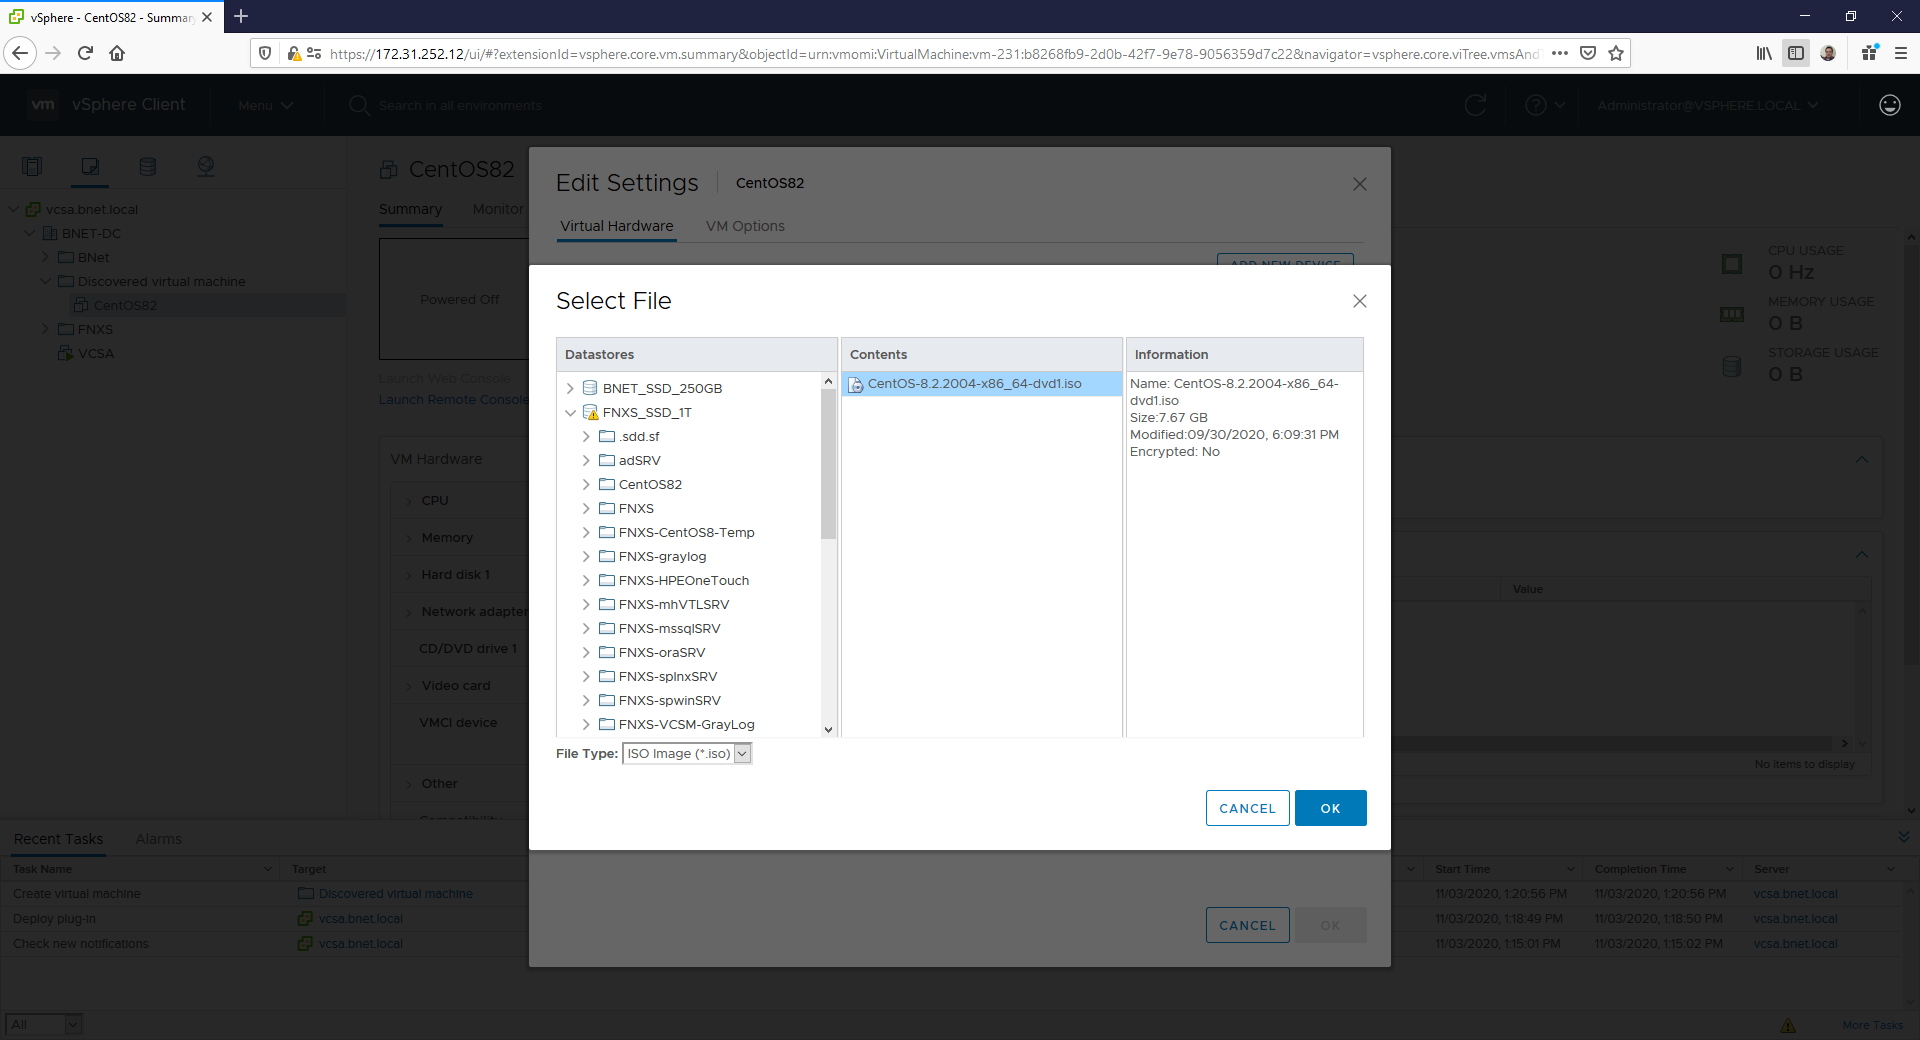 vSphere - CentOS82 - Summar
https://172.31.252.12/ui/#?extensionId=vsphere.core.vm.summary&objectId=urn:vmomi:VirtualMachine:vm-231:b8268fb9-2d0b-42f7-9e78-9056359d7c22&navigator=vsphere.core.viTree.vmsAnd
vm vSphere Client Menu Search in all environments Administrator@VSPHERE.LOCAL
vcsa.bnet.local
BNET-DC
BNet
Discovered virtual machine
CentOS82
FNXS
VCSA
CentOS82
Summary Monitor
Powered Off
Launch Web Console
Launch Remote Console
VM Hardware
CPU
Memory
Hard disk 1
Network adapter
CD/DVD drive 1
Video card
VMCI device
Other
Compatibility
CPU USAGE
0 Hz
MEMORY USAGE
0 B
STORAGE USAGE
0 B
Value
No items to display
Edit Settings CentOS82
Virtual Hardware VM Options
ADD NEW DEVICE
Select File
Datastores Contents Information
BNET_SSD_250GB
FNXS_SSD_1T
.sdd.sf
adSRV
CentOS82
FNXS
FNXS-CentOS8-Temp
FNXS-graylog
FNXS-HPEOneTouch
FNXS-mhVTLSRV
FNXS-mssqlSRV
FNXS-oraSRV
FNXS-splnxSRV
FNXS-spwinSRV
FNXS-VCSM-GrayLog
CentOS-8.2.2004-x86_64-dvd1.iso
Name: CentOS-8.2.2004-x86_64-
dvd1.iso
Size:7.67 GB
Modified:09/30/2020, 6:09:31 PM
Encrypted: No
File Type: ISO Image (*.iso)
CANCEL OK
CANCEL OK
Recent Tasks Alarms
Task Name Target Start Time Completion Time Server
Create virtual machine Discovered virtual machine 11/03/2020, 1:20:56 PM 11/03/2020, 1:20:56 PM vcsa.bnet.local
Deploy plug-in vcsa.bnet.local 11/03/2020, 1:18:49 PM 11/03/2020, 1:18:50 PM vcsa.bnet.local
Check new notifications vcsa.bnet.local 11/03/2020, 1:15:01 PM 11/03/2020, 1:15:02 PM vcsa.bnet.local
All More Tasks